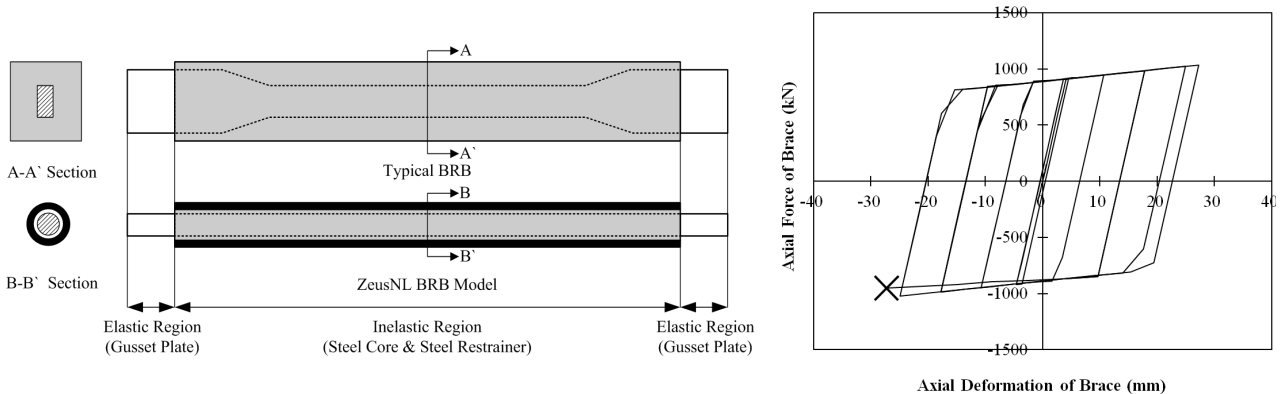 A
A-A` Section
A`
Typical BRB
B
B`
B-B` Section
ZeusNL BRB Model
Elastic Region
(Gusset Plate)
Inelastic Region
(Steel Core & Steel Restrainer)
Elastic Region
(Gusset Plate)
Axial Force of Brace (kN)
1500
1000
500
0
-500
-1000
-1500
-40
-30
-20
-10
0
10
20
30
40
Axial Deformation of Brace (mm)